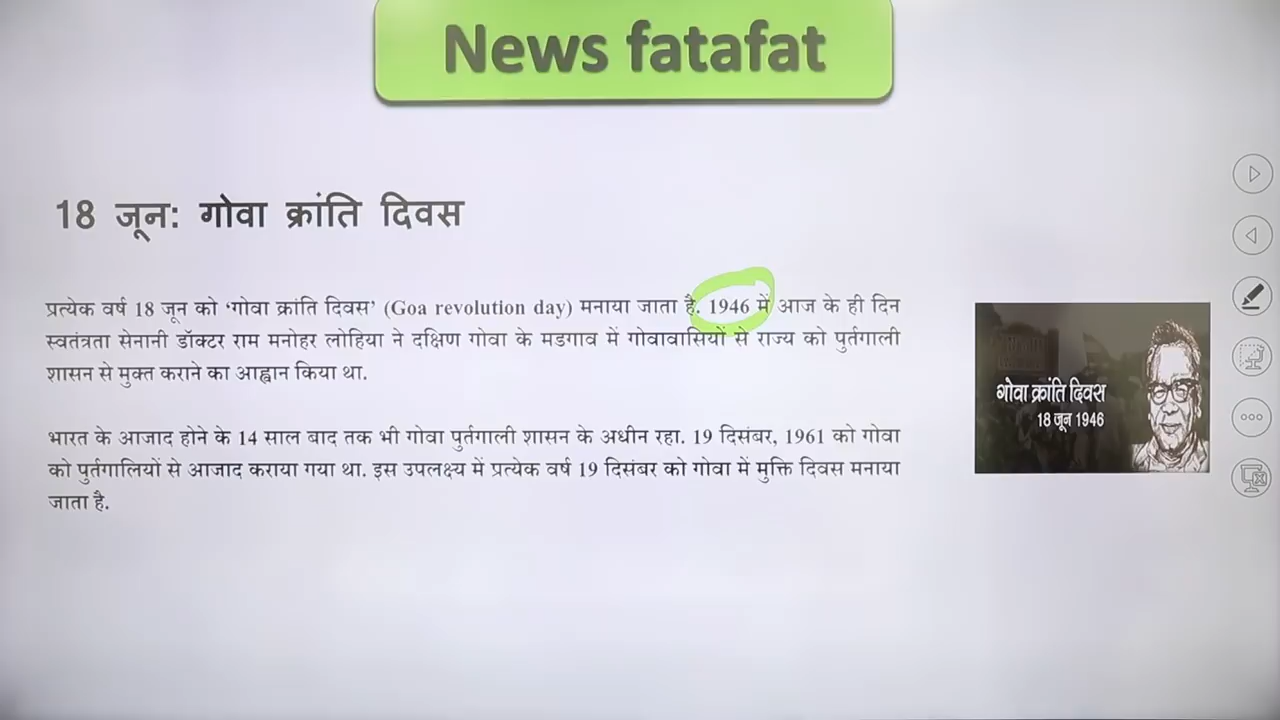 News fatafat
18 जून: गोवा क्रांति दिवस
प्रत्येक वर्ष 18 जून को ‘गोवा क्रांति दिवस’ (Goa revolution day) मनाया जाता है. 1946 में आज के ही दिन
स्वतंत्रता सेनानी डॉक्टर राम मनोहर लोहिया ने दक्षिण गोवा के मडगाव में गोवावासियों से राज्य को पुर्तगाली
शासन से मुक्त कराने का आह्वान किया था.
भारत के आजाद होने के 14 साल बाद तक भी गोवा पुर्तगाली शासन के अधीन रहा. 19 दिसंबर, 1961 को गोवा
को पुर्तगालियों से आजाद कराया गया था. इस उपलक्ष्य में प्रत्येक वर्ष 19 दिसंबर को गोवा में मुक्ति दिवस मनाया
जाता है.
गोवा क्रांति दिवस
18 जून 1946